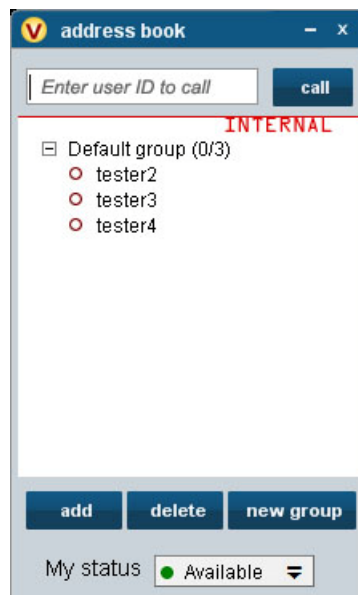 V address book
Enter user ID to call call
INTERNAL
Default group (0/3)
tester2
tester3
tester4
add delete new group
My status Available